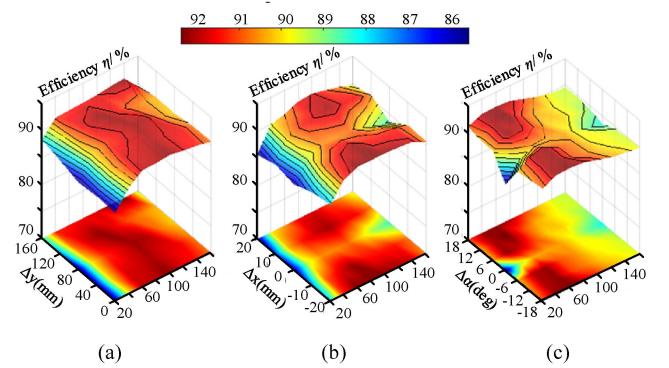 92 91 90 89 88 87 86
Efficiency η/ % Efficiency η/ % Efficiency η/ %
90 90 90
80 80 80
70 70 70
160 120 80 40 0 20 10 0 -10 -20 18 12 6 0 -6 -12 -18
Δy(mm) Δx(mm) Δα(deg)
20 60 100 140 20 60 100 140 20 60 100 140
(a) (b) (c)